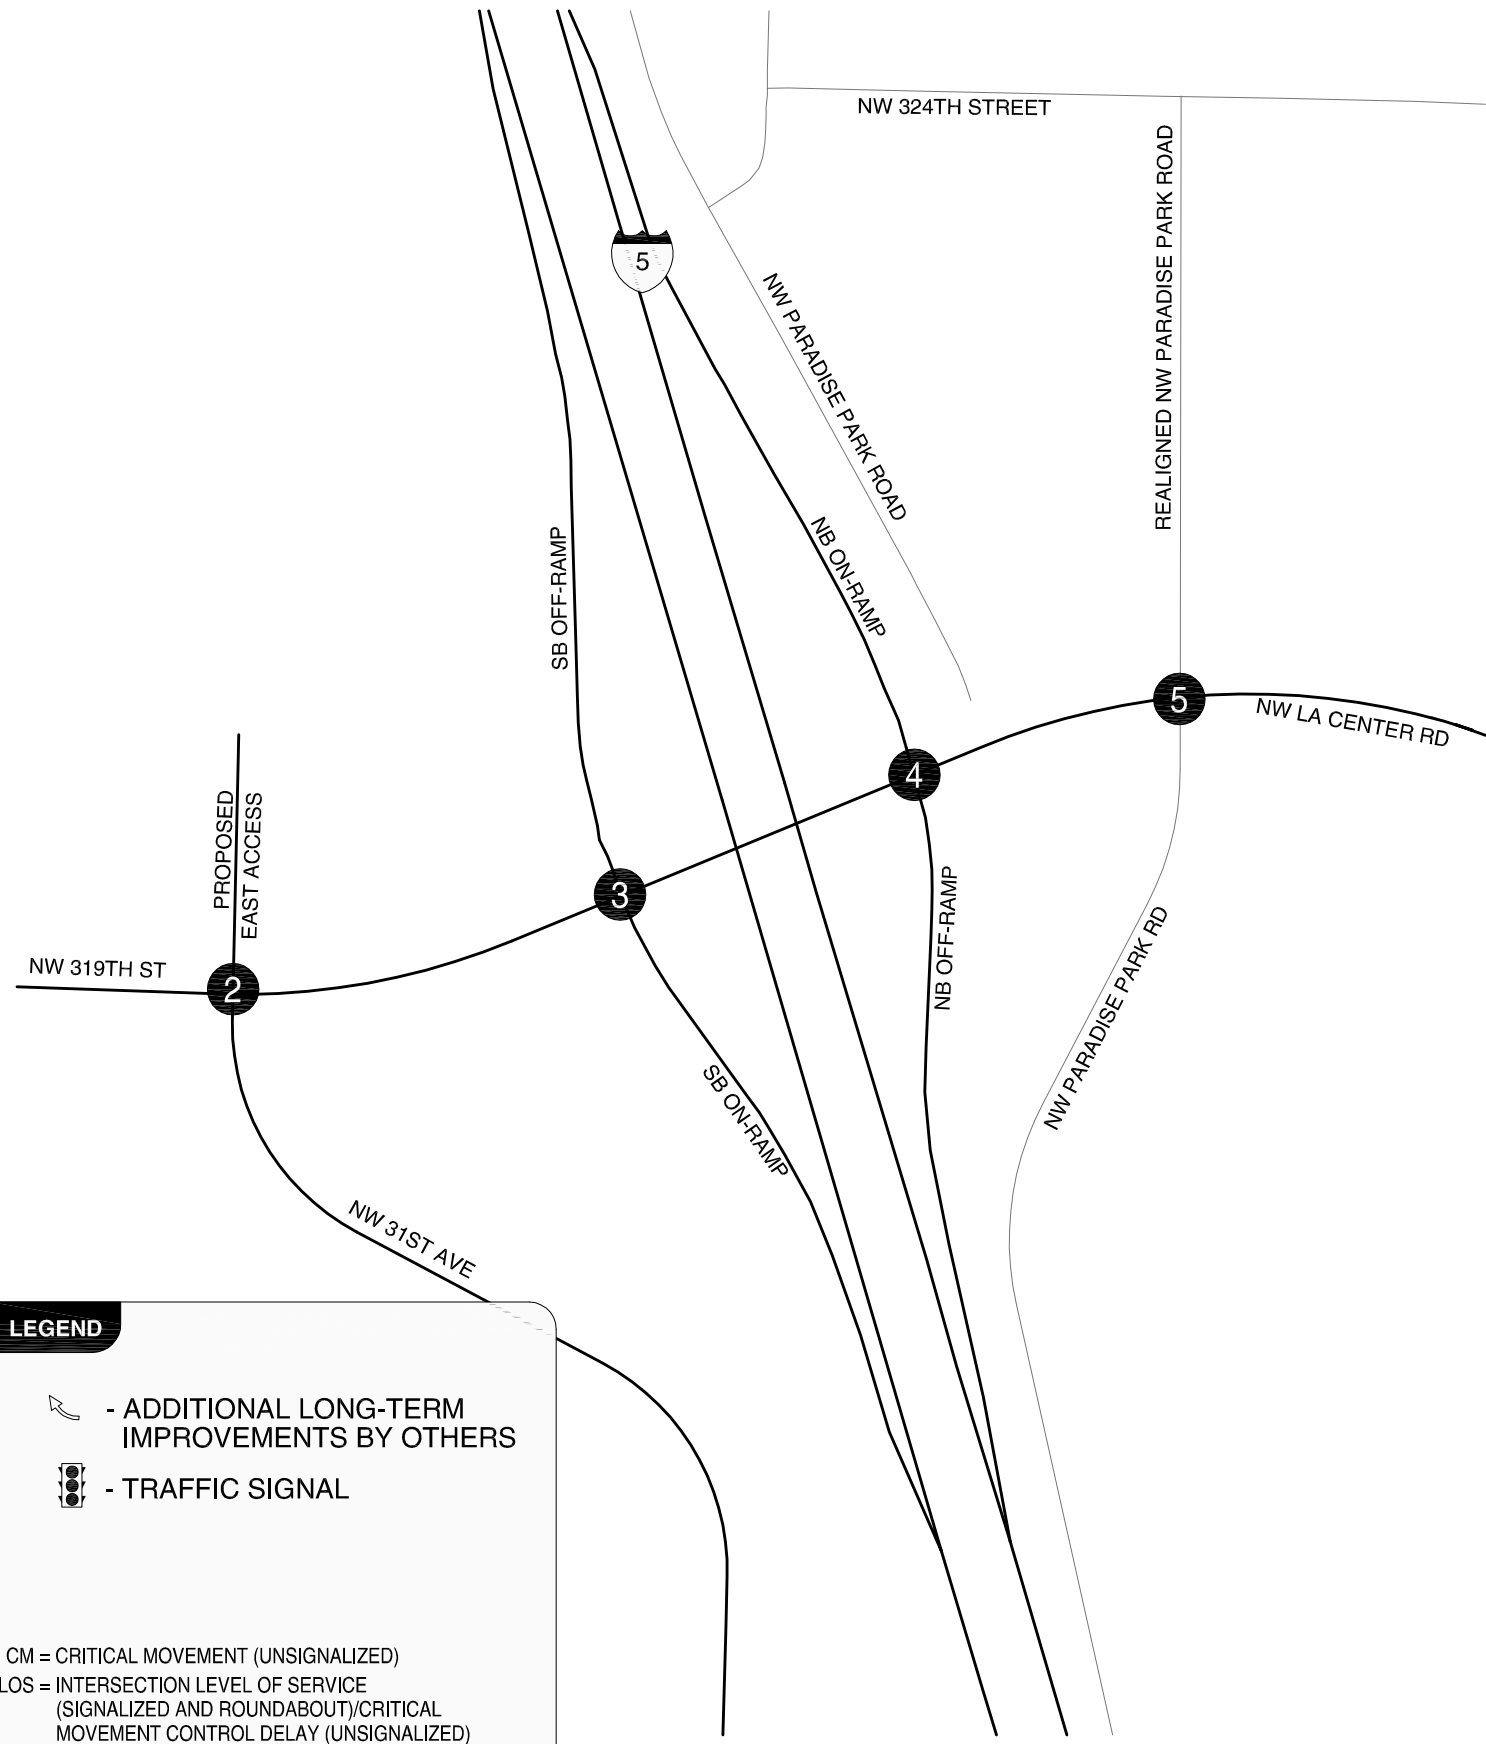 NW 324TH STREET
REALIGNED NW PARADISE PARK ROAD
5
NW PARADISE PARK ROAD
NB ON-RAMP
SB OFF-RAMP
5
NW LA CENTER RD
4
PROPOSED
EAST ACCESS
3
NB OFF-RAMP
NW PARADISE PARK RD
NW 319TH ST
2
SB ON-RAMP
NW 31ST AVE
LEGEND
- ADDITIONAL LONG-TERM
IMPROVEMENTS BY OTHERS
- TRAFFIC SIGNAL
CM = CRITICAL MOVEMENT (UNSIGNALIZED)
LOS = INTERSECTION LEVEL OF SERVICE
(SIGNALIZED AND ROUNDABOUT)/CRITICAL
MOVEMENT CONTROL DELAY (UNSIGNALIZED)